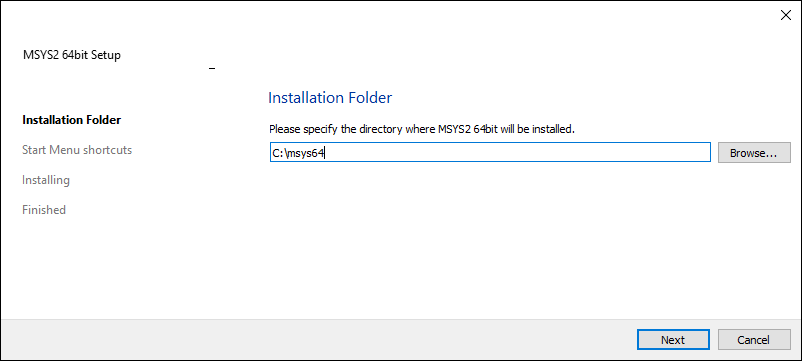 MSYS2 64bit Setup
Installation Folder
Start Menu shortcuts
Installing
Finished
Installation Folder
Please specify the directory where MSYS2 64bit will be installed.
C:\msys64
Browse...
Next
Cancel